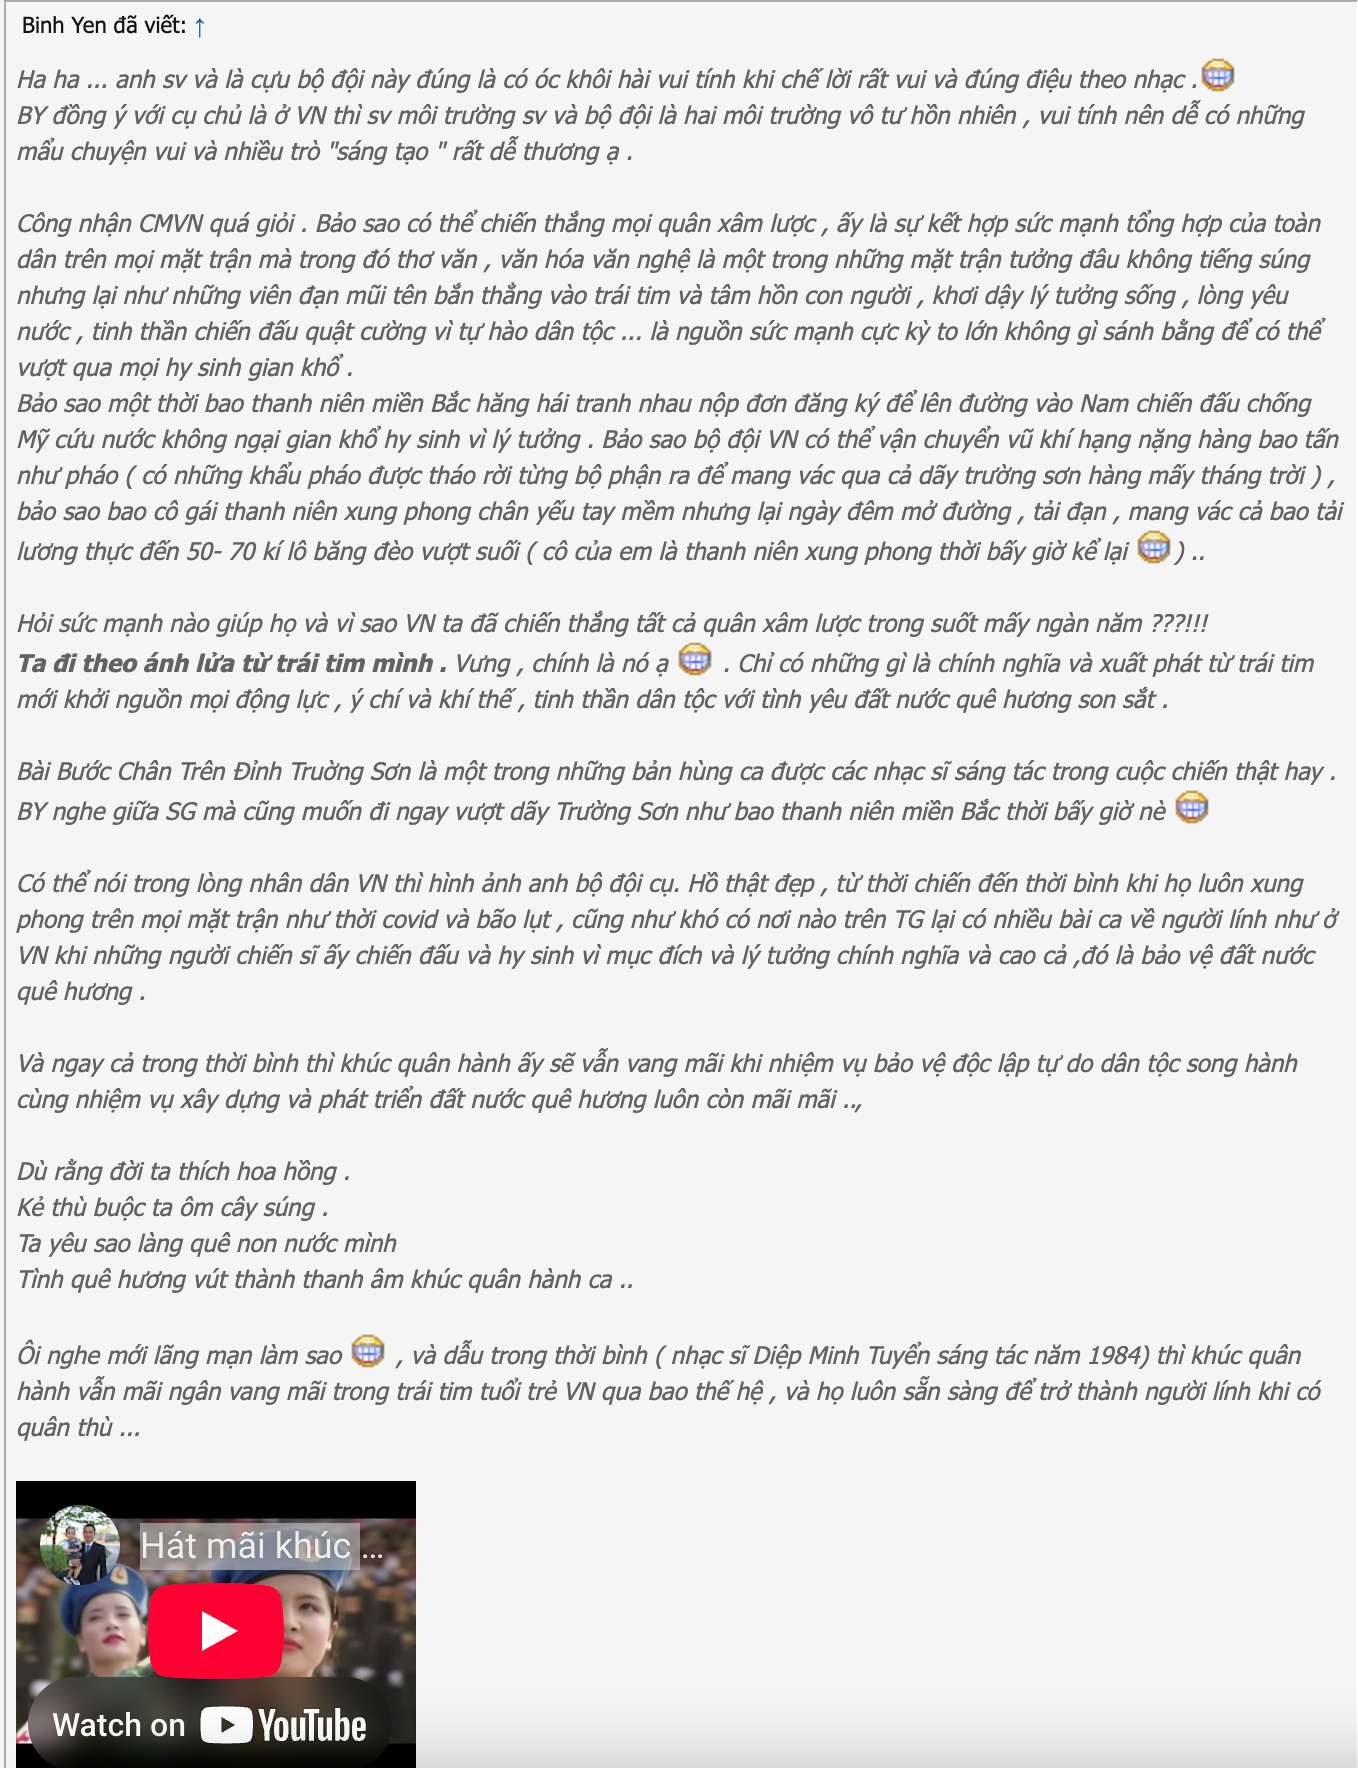 Binh Yen đã viết: ↑
Ha ha ... anh sv và là cựu bộ đội này đúng là có óc khôi hài vui tính khi chế lời rất vui và đúng điệu theo nhạc .
BY đồng ý với cụ chủ là ở VN thì sv môi trường sv và bộ đội là hai môi trường vô tư hồn nhiên , vui tính nên dễ có những
mẩu chuyện vui và nhiều trò "sáng tạo " rất dễ thương ạ .
Công nhận CMVN quá giỏi . Bảo sao có thể chiến thắng mọi quân xâm lược , ấy là sự kết hợp sức mạnh tổng hợp của toàn
dân trên mọi mặt trận mà trong đó thơ văn , văn hóa văn nghệ là một trong những mặt trận tưởng đâu không tiếng súng
nhưng lại như những viên đạn mũi tên bắn thẳng vào trái tim và tâm hồn con người , khơi dậy lý tưởng sống , lòng yêu
nước , tinh thần chiến đấu quật cường vì tự hào dân tộc ... là nguồn sức mạnh cực kỳ to lớn không gì sánh bằng để có thể
vượt qua mọi hy sinh gian khổ .
Bảo sao một thời bao thanh niên miền Bắc hăng hái tranh nhau nộp đơn đăng ký để lên đường vào Nam chiến đấu chống
Mỹ cứu nước không ngại gian khổ hy sinh vì lý tưởng . Bảo sao bộ đội VN có thể vận chuyển vũ khí hạng nặng hàng bao tấn
như pháo ( có những khẩu pháo được tháo rời từng bộ phận ra để mang vác qua cả dãy trường sơn hàng mấy tháng trời ) ,
bảo sao bao cô gái thanh niên xung phong chân yếu tay mềm nhưng lại ngày đêm mở đường , tải đạn , mang vác cả bao tải
lương thực đến 50- 70 kí lô băng đèo vượt suối ( cô của em là thanh niên xung phong thời bấy giờ kể lại ) ..
Hỏi sức mạnh nào giúp họ và vì sao VN ta đã chiến thắng tất cả quân xâm lược trong suốt mấy ngàn năm ???!!!
Ta đi theo ánh lửa từ trái tim mình . Vưng , chính là nó ạ . Chỉ có những gì là chính nghĩa và xuất phát từ trái tim
mới khởi nguồn mọi động lực , ý chí và khí thế , tinh thần dân tộc với tình yêu đất nước quê hương son sắt .
Bài Bước Chân Trên Đỉnh Truờng Sơn là một trong những bản hùng ca được các nhạc sĩ sáng tác trong cuộc chiến thật hay .
BY nghe giữa SG mà cũng muốn đi ngay vượt dãy Trường Sơn như bao thanh niên miền Bắc thời bấy giờ nè
Có thể nói trong lòng nhân dân VN thì hình ảnh anh bộ đội cụ. Hồ thật đẹp , từ thời chiến đến thời bình khi họ luôn xung
phong trên mọi mặt trận như thời covid và bão lụt , cũng như khó có nơi nào trên TG lại có nhiều bài ca về người lính như ở
VN khi những người chiến sĩ ấy chiến đấu và hy sinh vì mục đích và lý tưởng chính nghĩa và cao cả ,đó là bảo vệ đất nước
quê hương .
Và ngay cả trong thời bình thì khúc quân hành ấy sẽ vẫn vang mãi khi nhiệm vụ bảo vệ độc lập tự do dân tộc song hành
cùng nhiệm vụ xây dựng và phát triển đất nước quê hương luôn còn mãi mãi ..,
Dù rằng đời ta thích hoa hồng .
Kẻ thù buộc ta ôm cây súng .
Ta yêu sao làng quê non nước mình
Tình quê hương vút thành thanh âm khúc quân hành ca ..
Ôi nghe mới lãng mạn làm sao , và dẫu trong thời bình ( nhạc sĩ Diệp Minh Tuyển sáng tác năm 1984) thì khúc quân
hành vẫn mãi ngân vang mãi trong trái tim tuổi trẻ VN qua bao thế hệ , và họ luôn sẵn sàng để trở thành người lính khi có
quân thù ...
Hát mãi khúc ...
Watch on YouTube